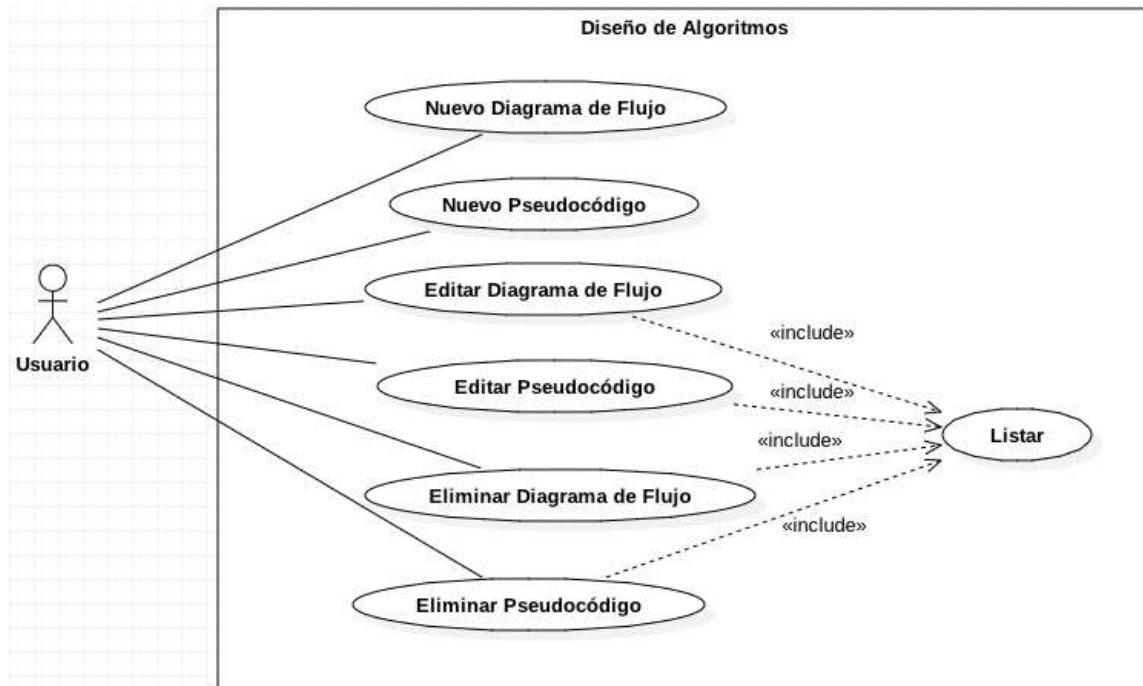 Diseño de Algoritmos
Nuevo Diagrama de Flujo
Nuevo Pseudocódigo
Editar Diagrama de Flujo
«include»
Usuario
Editar Pseudocódigo
«include»
Listar
«include»
Eliminar Diagrama de Flujo
«include»
Eliminar Pseudocódigo